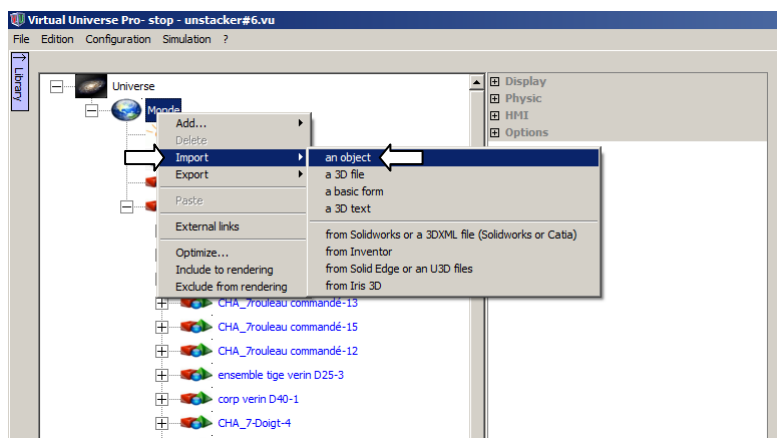 Virtual Universe Pro- stop - unstacker#6.vu
File Edition Configuration Simulation ?
Library
Universe
Monde
Display
Physic
HMI
Options
Add...
Delete
Import
Export
Paste
External links
Optimize...
Include to rendering
Exclude from rendering
an object
a 3D file
a basic form
a 3D text
from Solidworks or a 3DXML file (Solidworks or Catia)
from Inventor
from Solid Edge or an U3D files
from Iris 3D
CHA_7rouleau commandé-13
CHA_7rouleau commandé-15
CHA_7rouleau commandé-12
ensemble tige verin D25-3
corp verin D40-1
CHA_7-Doigt-4